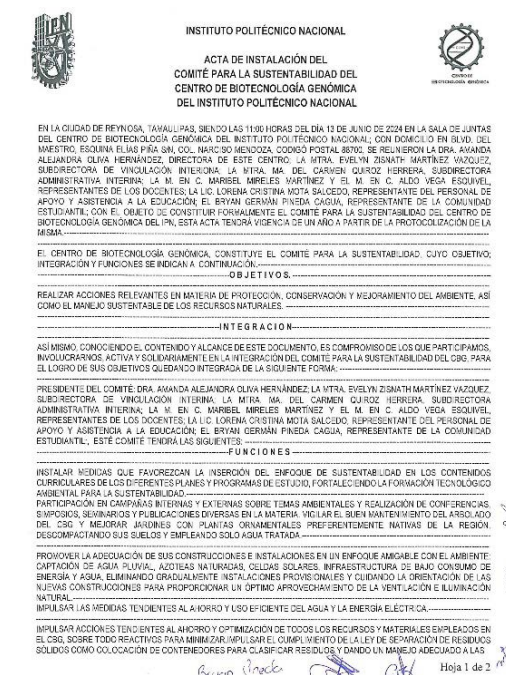 INSTITUTO POLITÉCNICO NACIONAL
ACTA DE INSTALACIÓN DEL
COMITÉ PARA LA SUSTENTABILIDAD DEL
CENTRO DE BIOTECNOLOGÍA GENÓMICA
DEL INSTITUTO POLITÉCNICO NACIONAL
IPN
CENTRO DE
BIOTECNOLOGÍA GENÓMICA
EN LA CIUDAD DE REYNOSA, TAMAULIPAS, SIENDO LAS 11:00 HORAS DEL DÍA 13 DE JUNIO DE 2024 EN LA SALA DE JUNTAS
DEL CENTRO DE BIOTECNOLOGÍA GENÓMICA DEL INSTITUTO POLITÉCNICO NACIONAL; CON DOMICILIO EN BLVD. DEL
MAESTRO, ESQUINA ELÍAS PIÑA S/N, COL. NARCISO MENDOZA, CODIGÓ POSTAL 88700, SE REUNIERON LA DRA. AMANDA
ALEJANDRA OLIVA HERNÁNDEZ, DIRECTORA DE ESTE CENTRO; LA MTRA. EVELYN ZISNATH MARTÍNEZ VAZQUEZ,
SUBDIRECTORA DE VINCULACIÓN INTERIONA; LA MTRA. MA. DEL CARMEN QUIROZ HERRERA, SUBDIRECTORA
ADMINISTRATIVA INTERINA; LA M. EN C. MARIBEL MIRELES MARTÍNEZ Y EL M. EN C. ALDO VEGA ESQUIVEL,
REPRESENTANTES DE LOS DOCENTES; LA LIC. LORENA CRISTINA MOTA SALCEDO, REPRESENTANTE DEL PERSONAL DE
APOYO Y ASISTENCIA A LA EDUCACIÓN; EL BRYAN GERMÁN PINEDA CAGUA, REPRESENTANTE DE LA COMUNIDAD
ESTUDIANTIL; CON EL OBJETO DE CONSTITUIR FORMALMENTE EL COMITÉ PARA LA SUSTENTABILIDAD DEL CENTRO DE
BIOTECNOLOGÍA GENÓMICA DEL IPN, ESTA ACTA TENDRÁ VIGENCIA DE UN AÑO A PARTIR DE LA PROTOCOLIZACIÓN DE LA
MISMA.
EL CENTRO DE BIOTECNOLOGÍA GENÓMICA, CONSTITUYE EL COMITÉ PARA LA SUSTENTABILIDAD, CUYO OBJETIVO;
INTEGRACIÓN Y FUNCIONES SE INDICAN A CONTINUACIÓN.
OBJETIVOS.
REALIZAR ACCIONES RELEVANTES EN MATERIA DE PROTECCIÓN, CONSERVACIÓN Y MEJORAMIENTO DEL AMBIENTE, ASÍ
COMO EL MANEJO SUSTENTABLE DE LOS RECURSOS NATURALES.
INTEGRACION
ASÍ MISMO, CONOCIENDO EL CONTENIDO Y ALCANCE DE ESTE DOCUMENTO, ES COMPROMISO DE LOS QUE PARTICIPAMOS,
INVOLUCRARNOS, ACTIVA Y SOLIDARIAMENTE EN LA INTEGRACIÓN DEL COMITÉ PARA LA SUSTENTABILIDAD DEL CBG, PARA
EL LOGRO DE SUS OBJETIVOS QUEDANDO INTEGRADA DE LA SIGUIENTE FORMA:
PRESIDENTE DEL COMITÉ: DRA. AMANDA ALEJANDRA OLIVA HERNÁNDEZ; LA MTRA. EVELYN ZISNATH MARTÍNEZ VAZQUEZ,
SUBDIRECTORA DE VINCULACIÓN INTERINA, LA MTRA. MA. DEL CARMEN QUIROZ HERRERA, SUBDIRECTORA
ADMINISTRATIVA INTERINA; LA M. EN C. MARIBEL MIRELES MARTÍNEZ Y EL M. EN C. ALDO VEGA ESQUIVEL,
REPRESENTANTES DE LOS DOCENTES; LA LIC. LORENA CRISTINA MOTA SALCEDO, REPRESENTANTE DEL PERSONAL DE
APOYO Y ASISTENCIA A LA EDUCACIÓN; EL BRYAN GERMÁN PINEDA CAGUA, REPRESENTANTE DE LA COMUNIDAD
ESTUDIANTIL; ESTÉ COMITÉ TENDRÁ LAS SIGUIENTES:
FUNCIONES
INSTALAR MEDIDAS QUE FAVOREZCAN LA INSERCIÓN DEL ENFOQUE DE SUSTENTABILIDAD EN LOS CONTENIDOS
CURRICULARES DE LOS DIFERENTES PLANES Y PROGRAMAS DE ESTUDIO, FORTALECIENDO LA FORMACIÓN TECNOLÓGICO
AMBIENTAL PARA LA SUSTENTABILIDAD.
PARTICIPACIÓN EN CAMPAÑAS INTERNAS Y EXTERNAS SOBRE TEMAS AMBIENTALES Y REALIZACIÓN DE CONFERENCIAS,
SIMPOSIOS, SEMINARIOS Y PUBLICACIONES DIVERSAS EN LA MATERIA, VIGILAR EL BUEN MANTENIMIENTO DEL ARBOLADO
DEL CBG Y MEJORAR JARDINES CON PLANTAS ORNAMENTALES PREFERENTEMENTE NATIVAS DE LA REGIÓN,
DESCOMPACTANDO SUS SUELOS Y EMPLEANDO SOLO AGUA TRATADA
PROMOVER LA ADECUACIÓN DE SUS CONSTRUCCIONES E INSTALACIONES EN UN ENFOQUE AMIGABLE CON EL AMBIENTE:
CAPTACIÓN DE AGUA PLUVIAL, AZOTEAS NATURADAS, CELDAS SOLARES, INFRAESTRUCTURA DE BAJO CONSUMO DE
ENERGÍA Y AGUA, ELIMINANDO GRADUALMENTE INSTALACIONES PROVISIONALES Y CUIDANDO LA ORIENTACIÓN DE LAS
NUEVAS CONSTRUCCIONES PARA PROPORCIONAR UN ÓPTIMO APROVECHAMIENTO DE LA VENTILACIÓN E ILUMINACIÓN
NATURAL.
IMPULSAR LAS MEDIDAS TENDIENTES AL AHORRO Y USO EFICIENTE DEL AGUA Y LA ENERGÍA ELÉCTRICA.
IMPULSAR ACCIONES TENDIENTES AL AHORRO Y OPTIMIZACIÓN DE TODOS LOS RECURSOS Y MATERIALES EMPLEADOS EN
EL CBG, SOBRE TODO REACTIVOS PARA MINIMIZAR.IMPULSAR EL CUMPLIMIENTO DE LA LEY DE SEPARACIÓN DE RESIDUOS
SÓLIDOS COMO COLOCACIÓN DE CONTENEDORES PARA CLASIFICAR RESIDUOS Y DANDO UN MANEJO ADECUADO A LAS
Bryan Pineda
Hoja 1 de 2